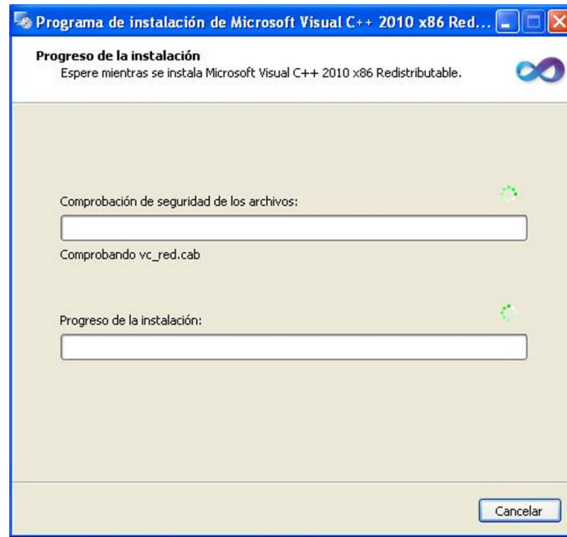 Programa de instalación de Microsoft Visual C++ 2010 x86 Red...
Progreso de la instalación
Espere mientras se instala Microsoft Visual C++ 2010 x86 Redistributable.
Comprobación de seguridad de los archivos:
Comprobando vc_red.cab
Progreso de la instalación:
Cancelar